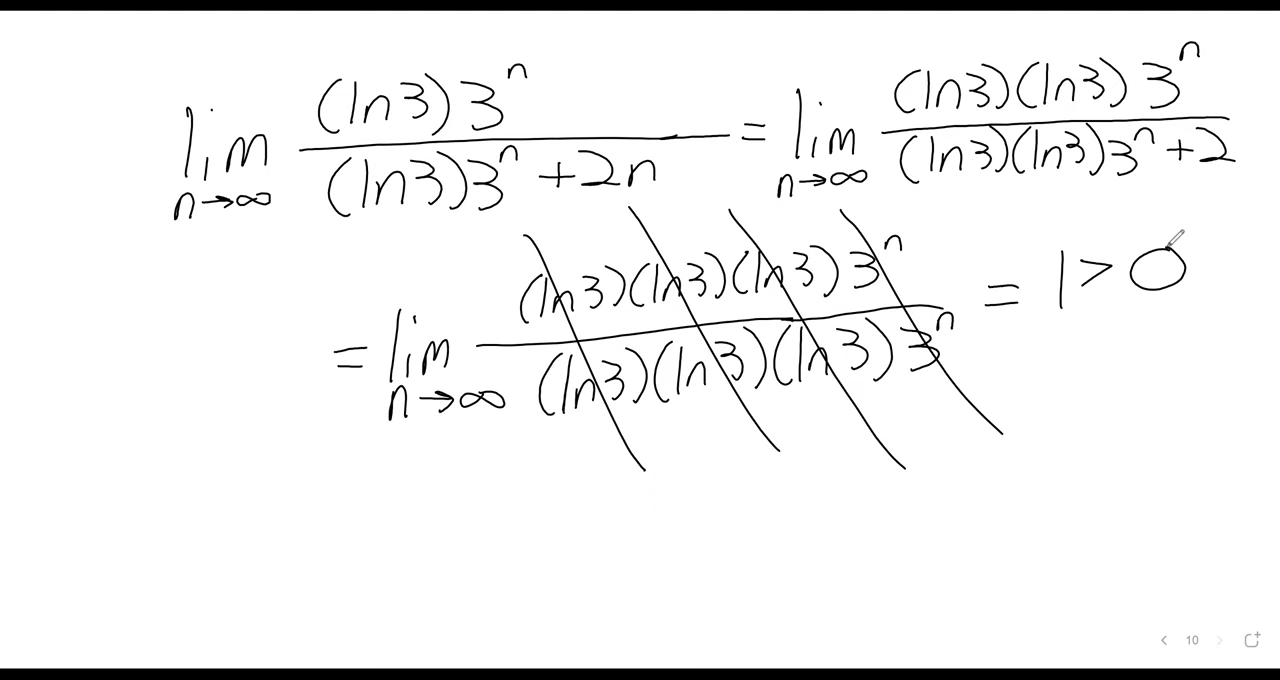 lim n→∞ (ln3)3^n / (ln3)3^n + 2n = lim n→∞ (ln3)(ln3)3^n / (ln3)(ln3)3^n + 2
= lim n→∞ (ln3)(ln3)(ln3)3^n / (ln3)(ln3)(ln3)3^n = 1 > 0
< 10 >